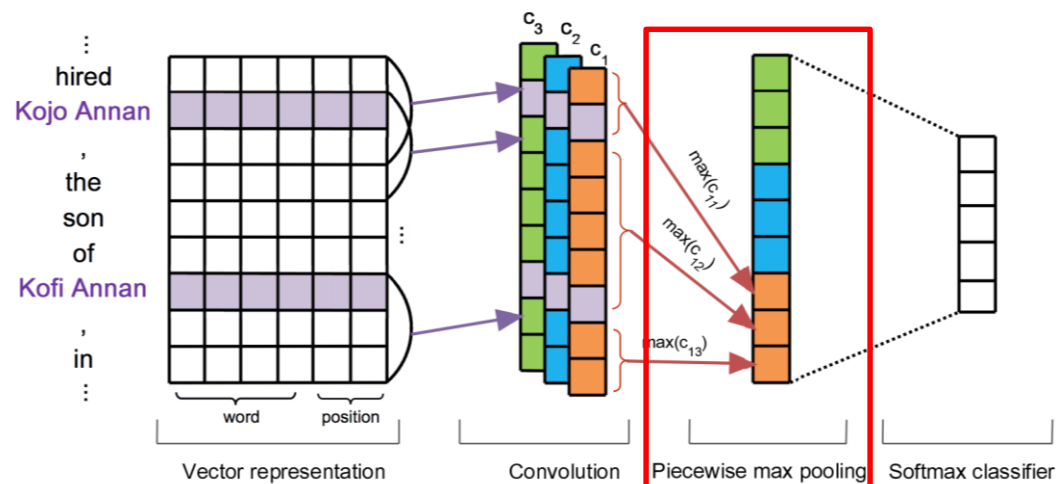 ...
hired
Kojo Annan
,
the
son
of
Kofi Annan
,
in
...
...
word
position
c3
c2
c1
max(c11)
max(c12)
max(c13)
Vector representation
Convolution
Piecewise max pooling
Softmax classifier